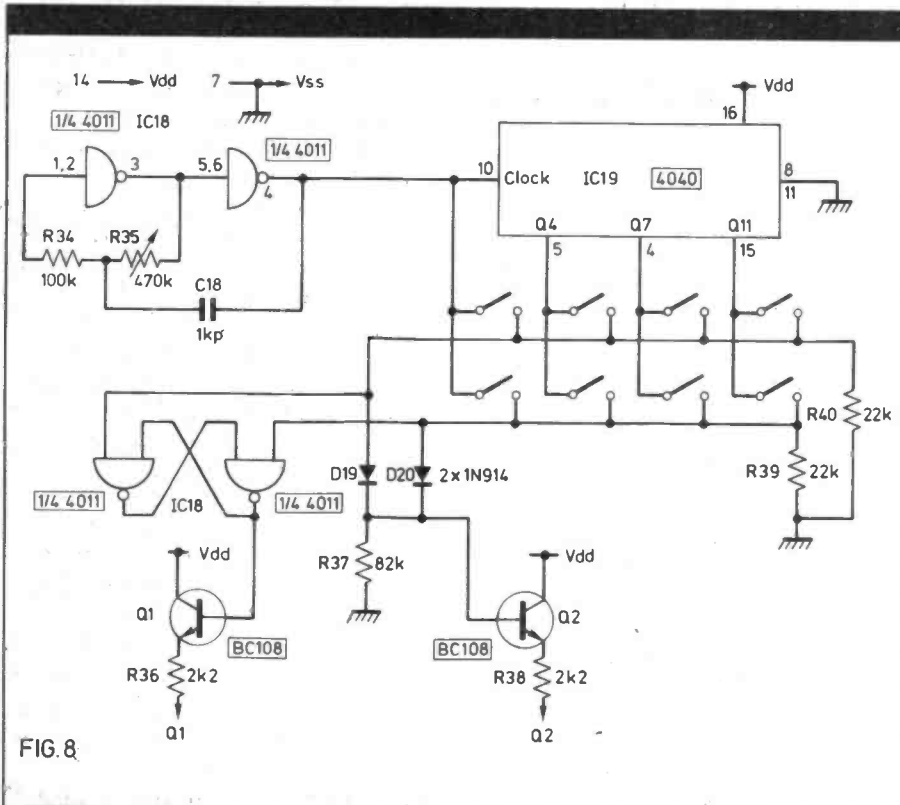 14 → Vdd 7 → Vss
1/4 4011 IC18
1/4 4011
1,2 3 5,6 4
R34 R35
100k 470k
C18
1kp
Vdd
16
10 Clock IC19 4040 8
11
Q4 Q7 Q11
5 4 15
R40 22k
R39 22k
D19 D20 2x1N914
1/4 4011 IC18 1/4 4011
R37 82k
Vdd
Q1
BC108
R36 2k2
Q1
Vdd
Q2
BC108
R38 2k2
Q2
FIG.8